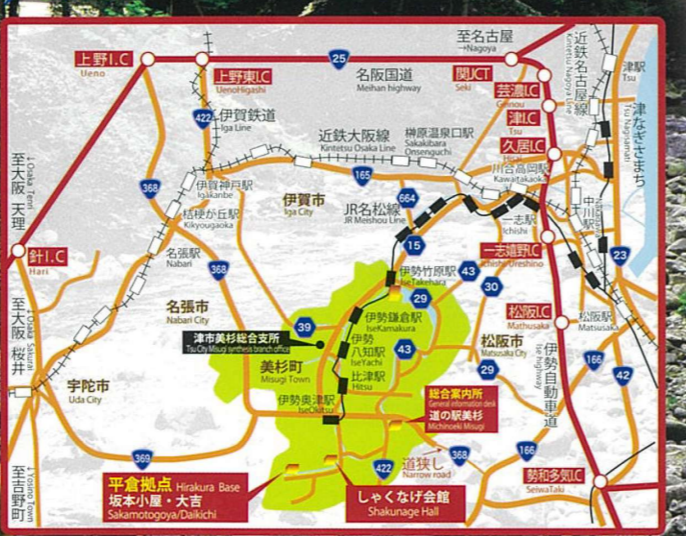 至名古屋
→Nagoya
上野I.C
Ueno
上野東I.C
UenoHigashi
25
名阪国道
Meihan highway
関JCT
Seki
近鉄名古屋線
Kintetsu Nagoya Line
津駅
Tsu
芸濃I.C
津I.C
Tsu
津なぎさまち
Tsu Nagisamati
422
伊賀鉄道
Iga Line
近鉄大阪線
Kintetsu Osaka Line
榊原温泉口駅
Sakakibara
Onsenguchi
久居I.C
川合高岡駅
Kawaitakaoka
至大阪 天理
↓Osaka Tenri
368
伊賀神戸駅
Igakanbe
165
伊賀市
Iga City
664
JR名松線
JR Meishou Line
一志駅
Ichishi
中川駅
桔梗が丘駅
Kikyougaoka
15
針I.C
Hari
名張駅
Nabari
368
一志嬉野I.C
23
伊勢竹原駅
IseTakehara
43
30
29
名張市
Nabari City
伊勢鎌倉駅
IseKamakura
松阪I.C
Mathusaka
松阪駅
Matsusaka
39
津市美杉総合支所
Tsu City Misugi synthesis branch office
伊勢
八知駅
IseYachi
43
松阪市
Matsusaka City
伊勢自動車道
Ise highway
至大阪 桜井
↓Osaka Sakurai
美杉町
Misugi Town
比津駅
Hitsu
29
166
42
宇陀市
Uda City
伊勢奥津駅
IseOkitsu
総合案内所
General information desk
道の駅美杉
Michinoeki Misugi
369
422
道狭し
Narrow road
368
166
勢和多気I.C
SeiwaTaki
至吉野町
↓Yosino Town
平倉拠点 Hirakura Base
坂本小屋・大吉
Sakamotogoya/Daikichi
しゃくなげ会館
Shakunage Hall